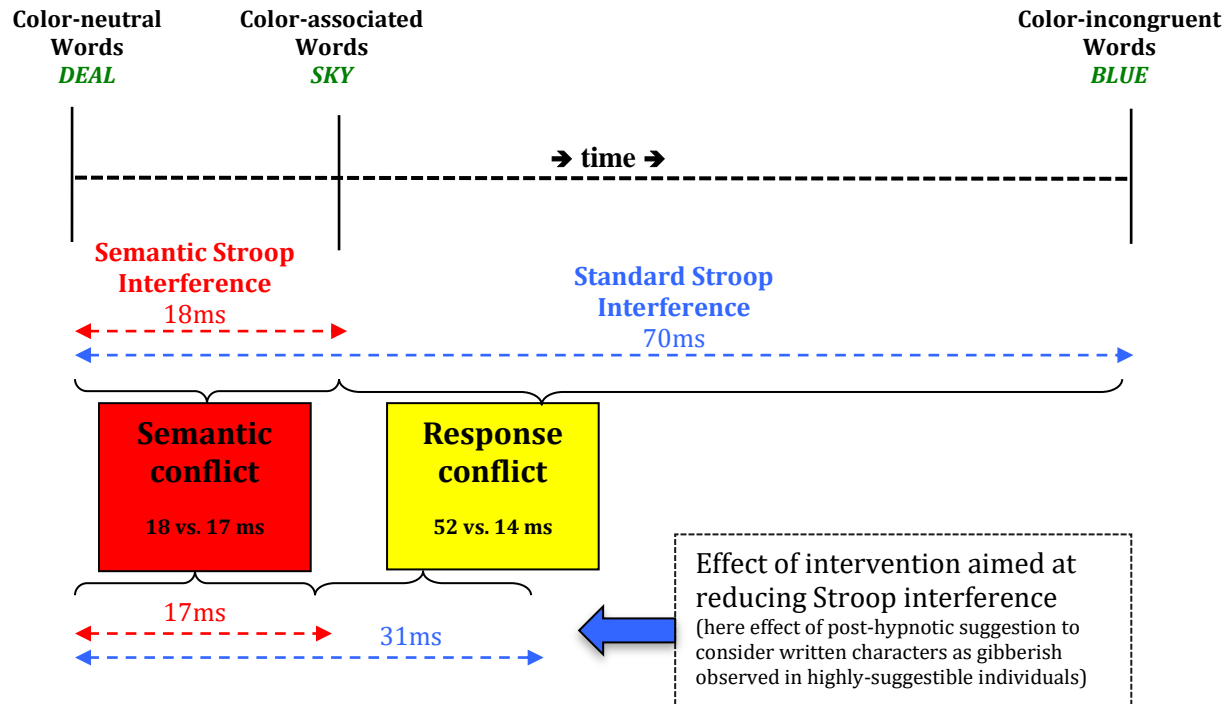 Color-neutral
Words
DEAL
Color-associated
Words
SKY
Color-incongruent
Words
BLUE
➔ time ➔
Semantic Stroop
Interference
18ms
Standard Stroop
Interference
70ms
Semantic
conflict
18 vs. 17 ms
Response
conflict
52 vs. 14 ms
17ms
31ms
Effect of intervention aimed at
reducing Stroop interference
(here effect of post-hypnotic suggestion to
consider written characters as gibberish
observed in highly-suggestible individuals)